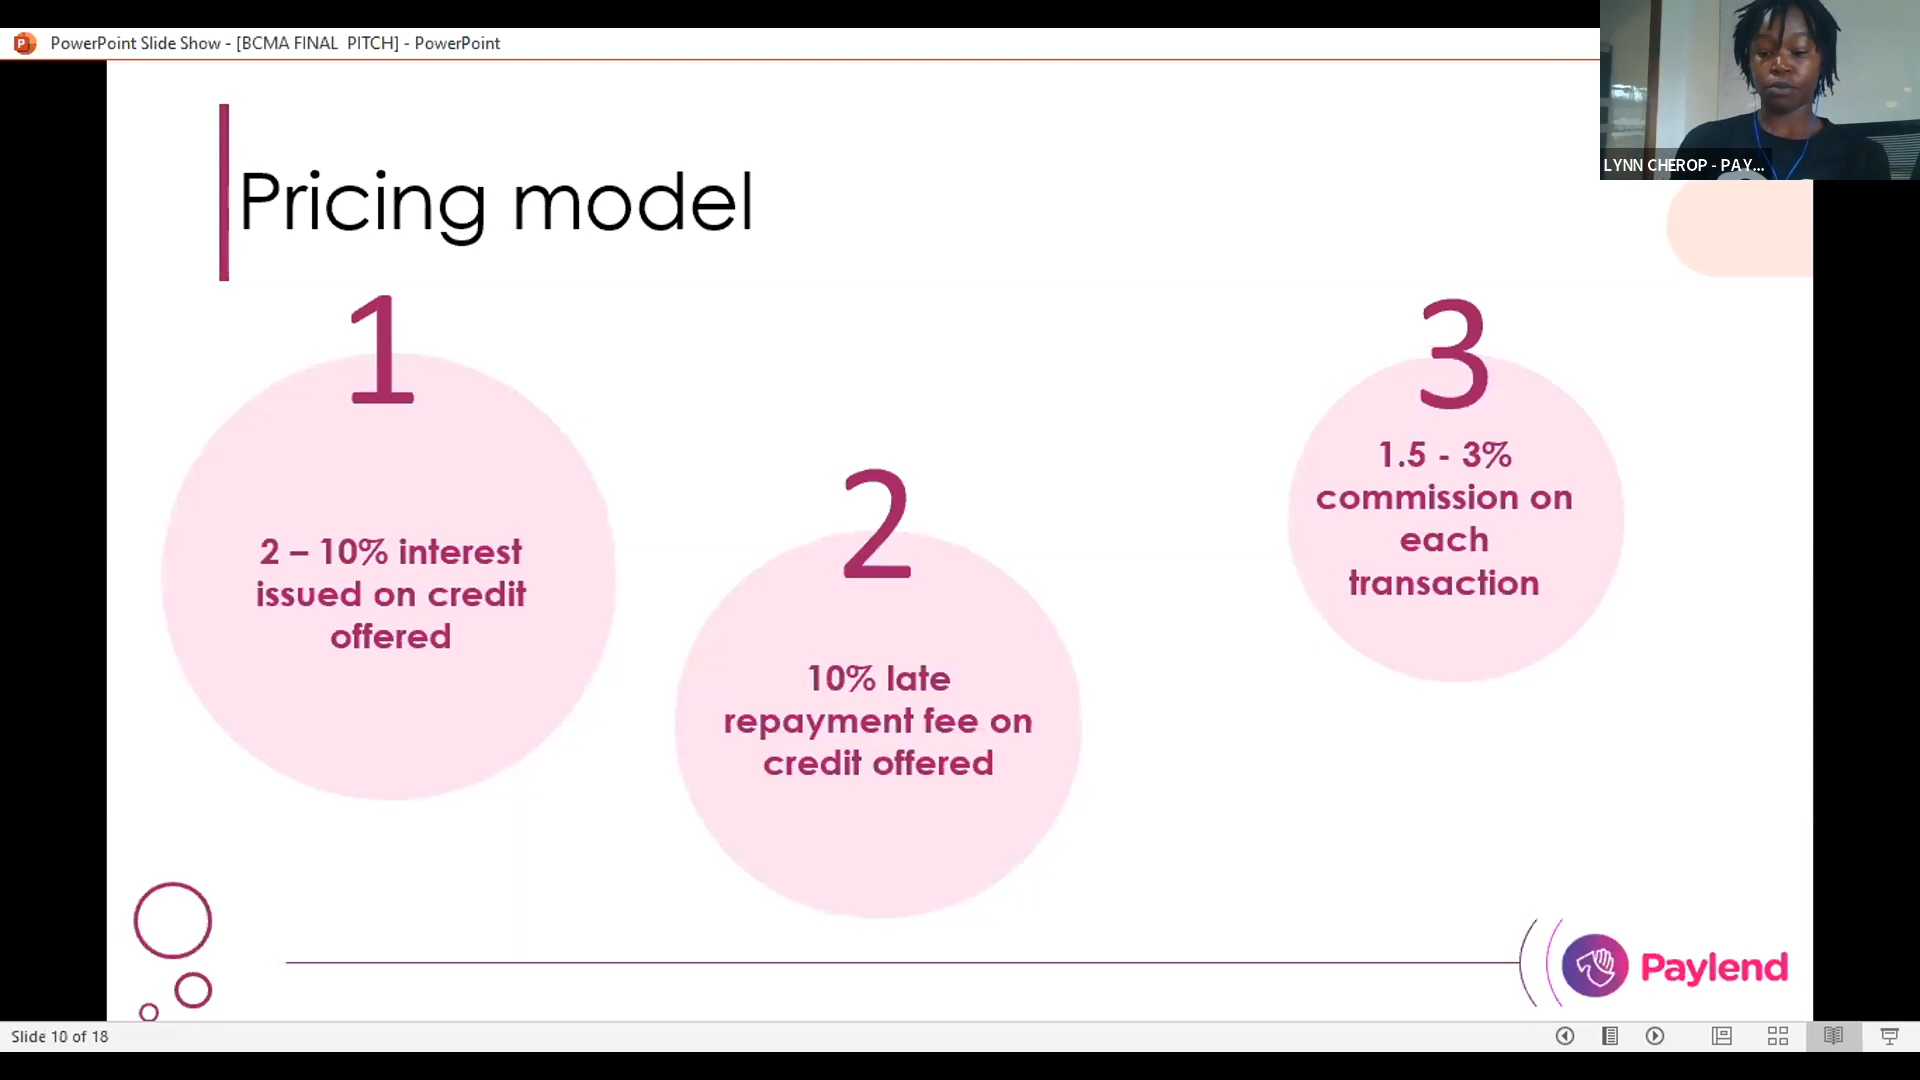 PowerPoint Slide Show - [BCMA FINAL  PITCH] - PowerPoint
LYNN CHEROP - PAY...
Pricing model
1
2 – 10% interest
issued on credit
offered
2
10% late
repayment fee on
credit offered
3
1.5 - 3%
commission on
each
transaction
Paylend
Slide 10 of 18